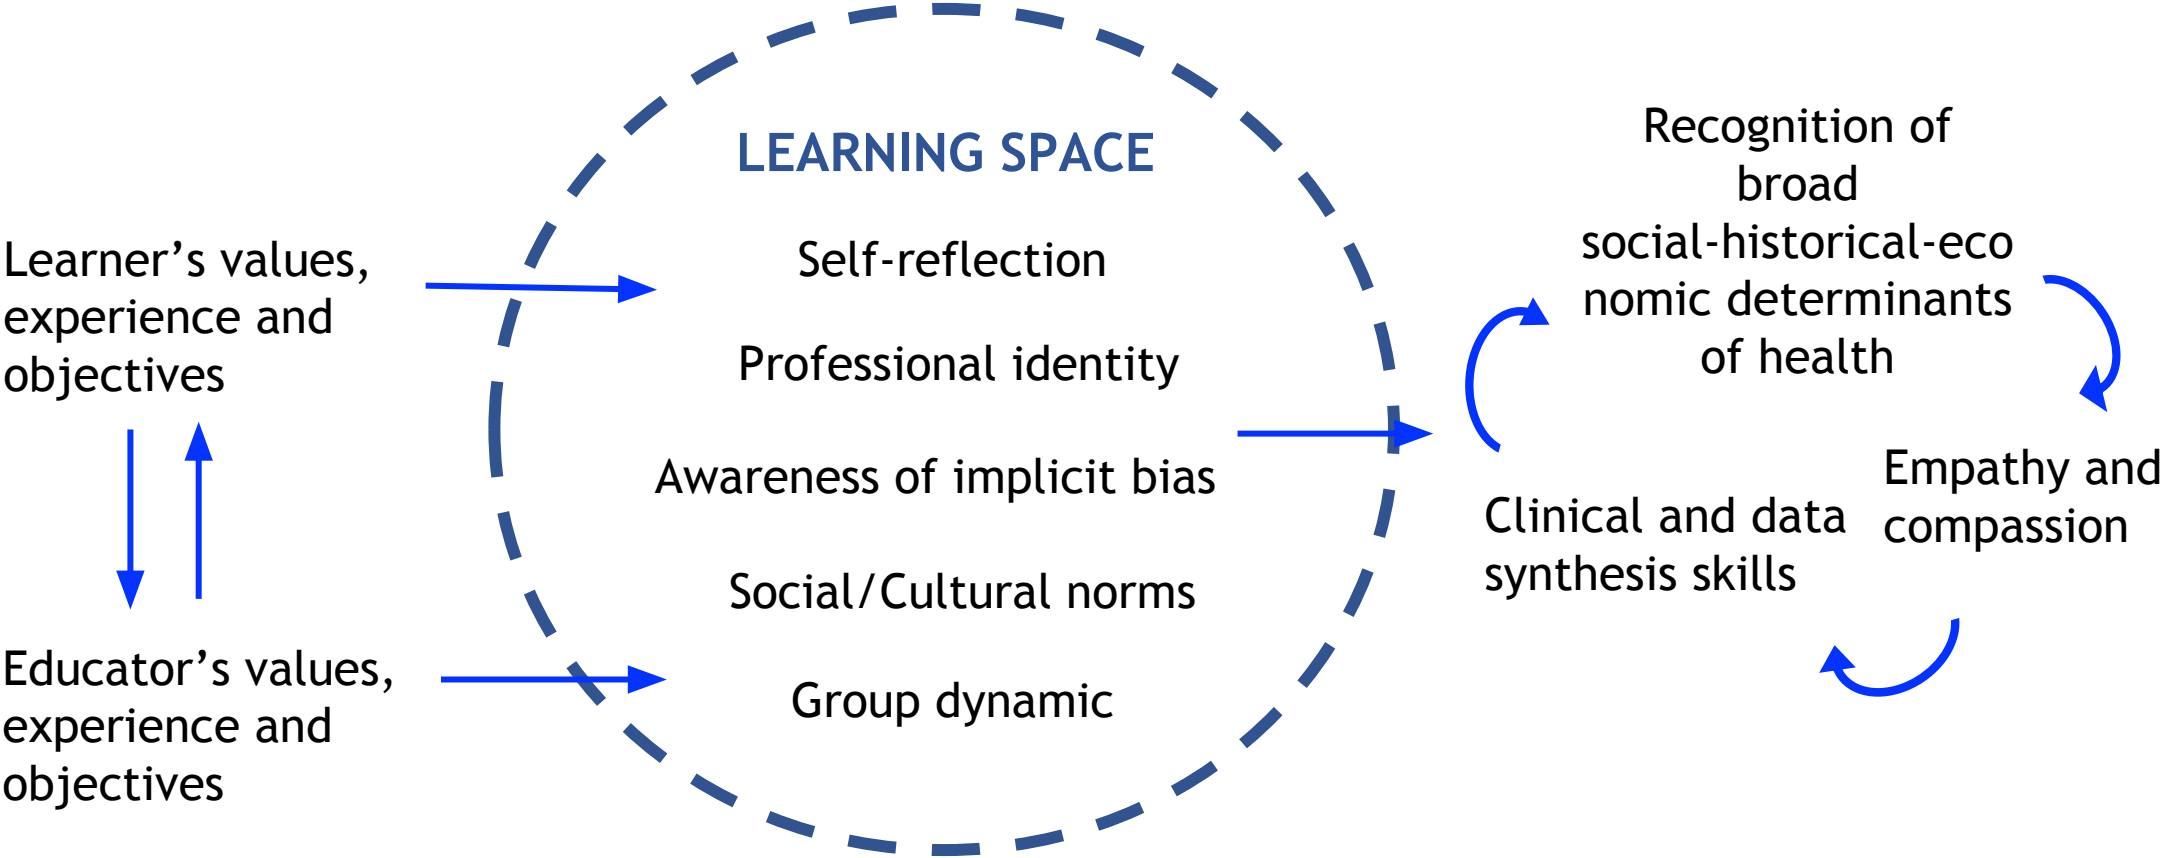 Learner’s values,
experience and
objectives
Educator’s values,
experience and
objectives
LEARNING SPACE
Self-reflection
Professional identity
Awareness of implicit bias
Social/Cultural norms
Group dynamic
Recognition of
broad
social-historical-eco
nomic determinants
of health
Empathy and
compassion
Clinical and data
synthesis skills